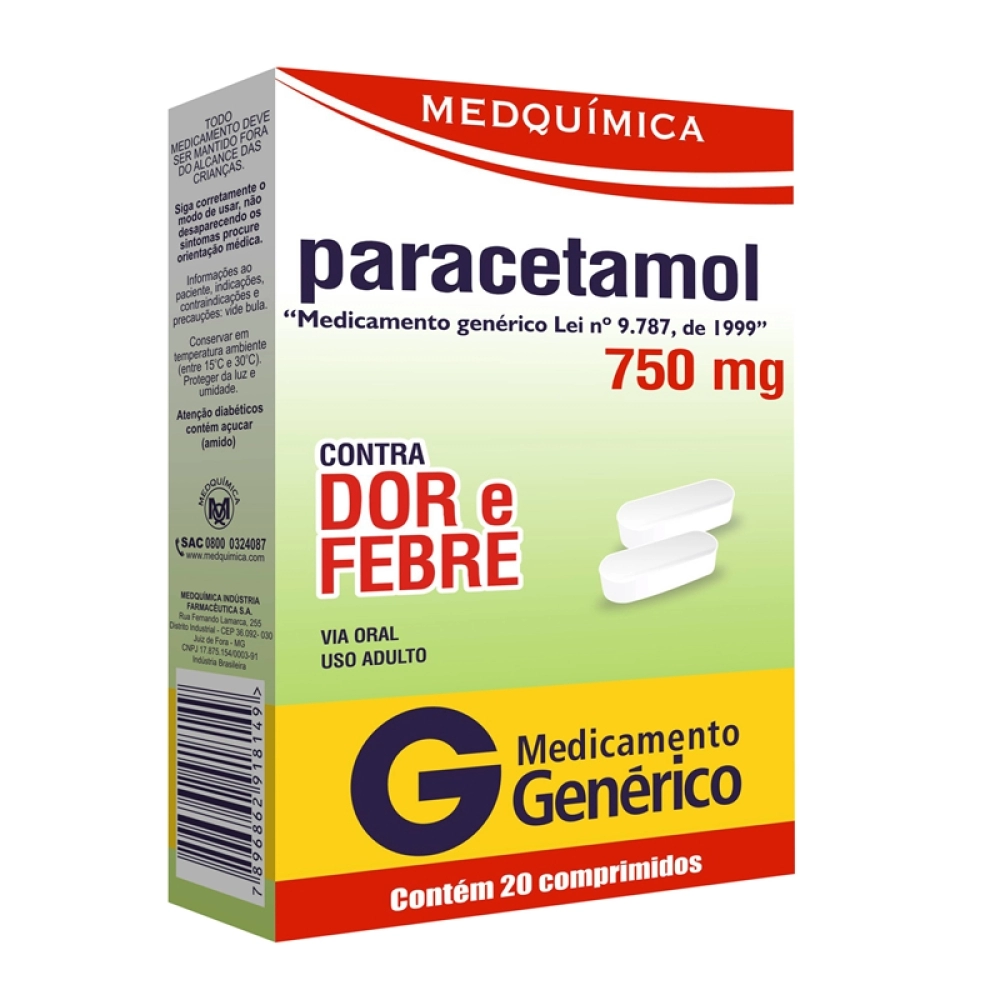 TODO
MEDICAMENTO DEVE
SER MANTIDO FORA
DO ALCANCE DAS
CRIANÇAS.
Siga corretamente o
modo de usar, não
desaparecendo os
sintomas procure
orientação médica.
Informações ao
paciente, indicações,
contraindicações e
precauções: vide bula.
Conservar em
temperatura ambiente
(entre 15°C e 30°C).
Proteger da luz e
umidade.
Atenção diabéticos
contém açucar
(amido)
MEDQUÍMICA
MQ
SAC 0800 0324087
www.medquimica.com
MEDQUÍMICA INDÚSTRIA
FARMACÊUTICA S.A.
Rua Fernando Lamarca, 255
Distrito Industrial - CEP 36.092- 030
Juiz de Fora - MG
CNPJ 17.875.154/0003-91
Indústria Brasileira
7 896862 918149 >
MEDQUÍMICA
paracetamol
“Medicamento genérico Lei nº 9.787, de 1999”
750 mg
CONTRA
DOR e
FEBRE
VIA ORAL
USO ADULTO
G Medicamento
Genérico
Contém 20 comprimidos